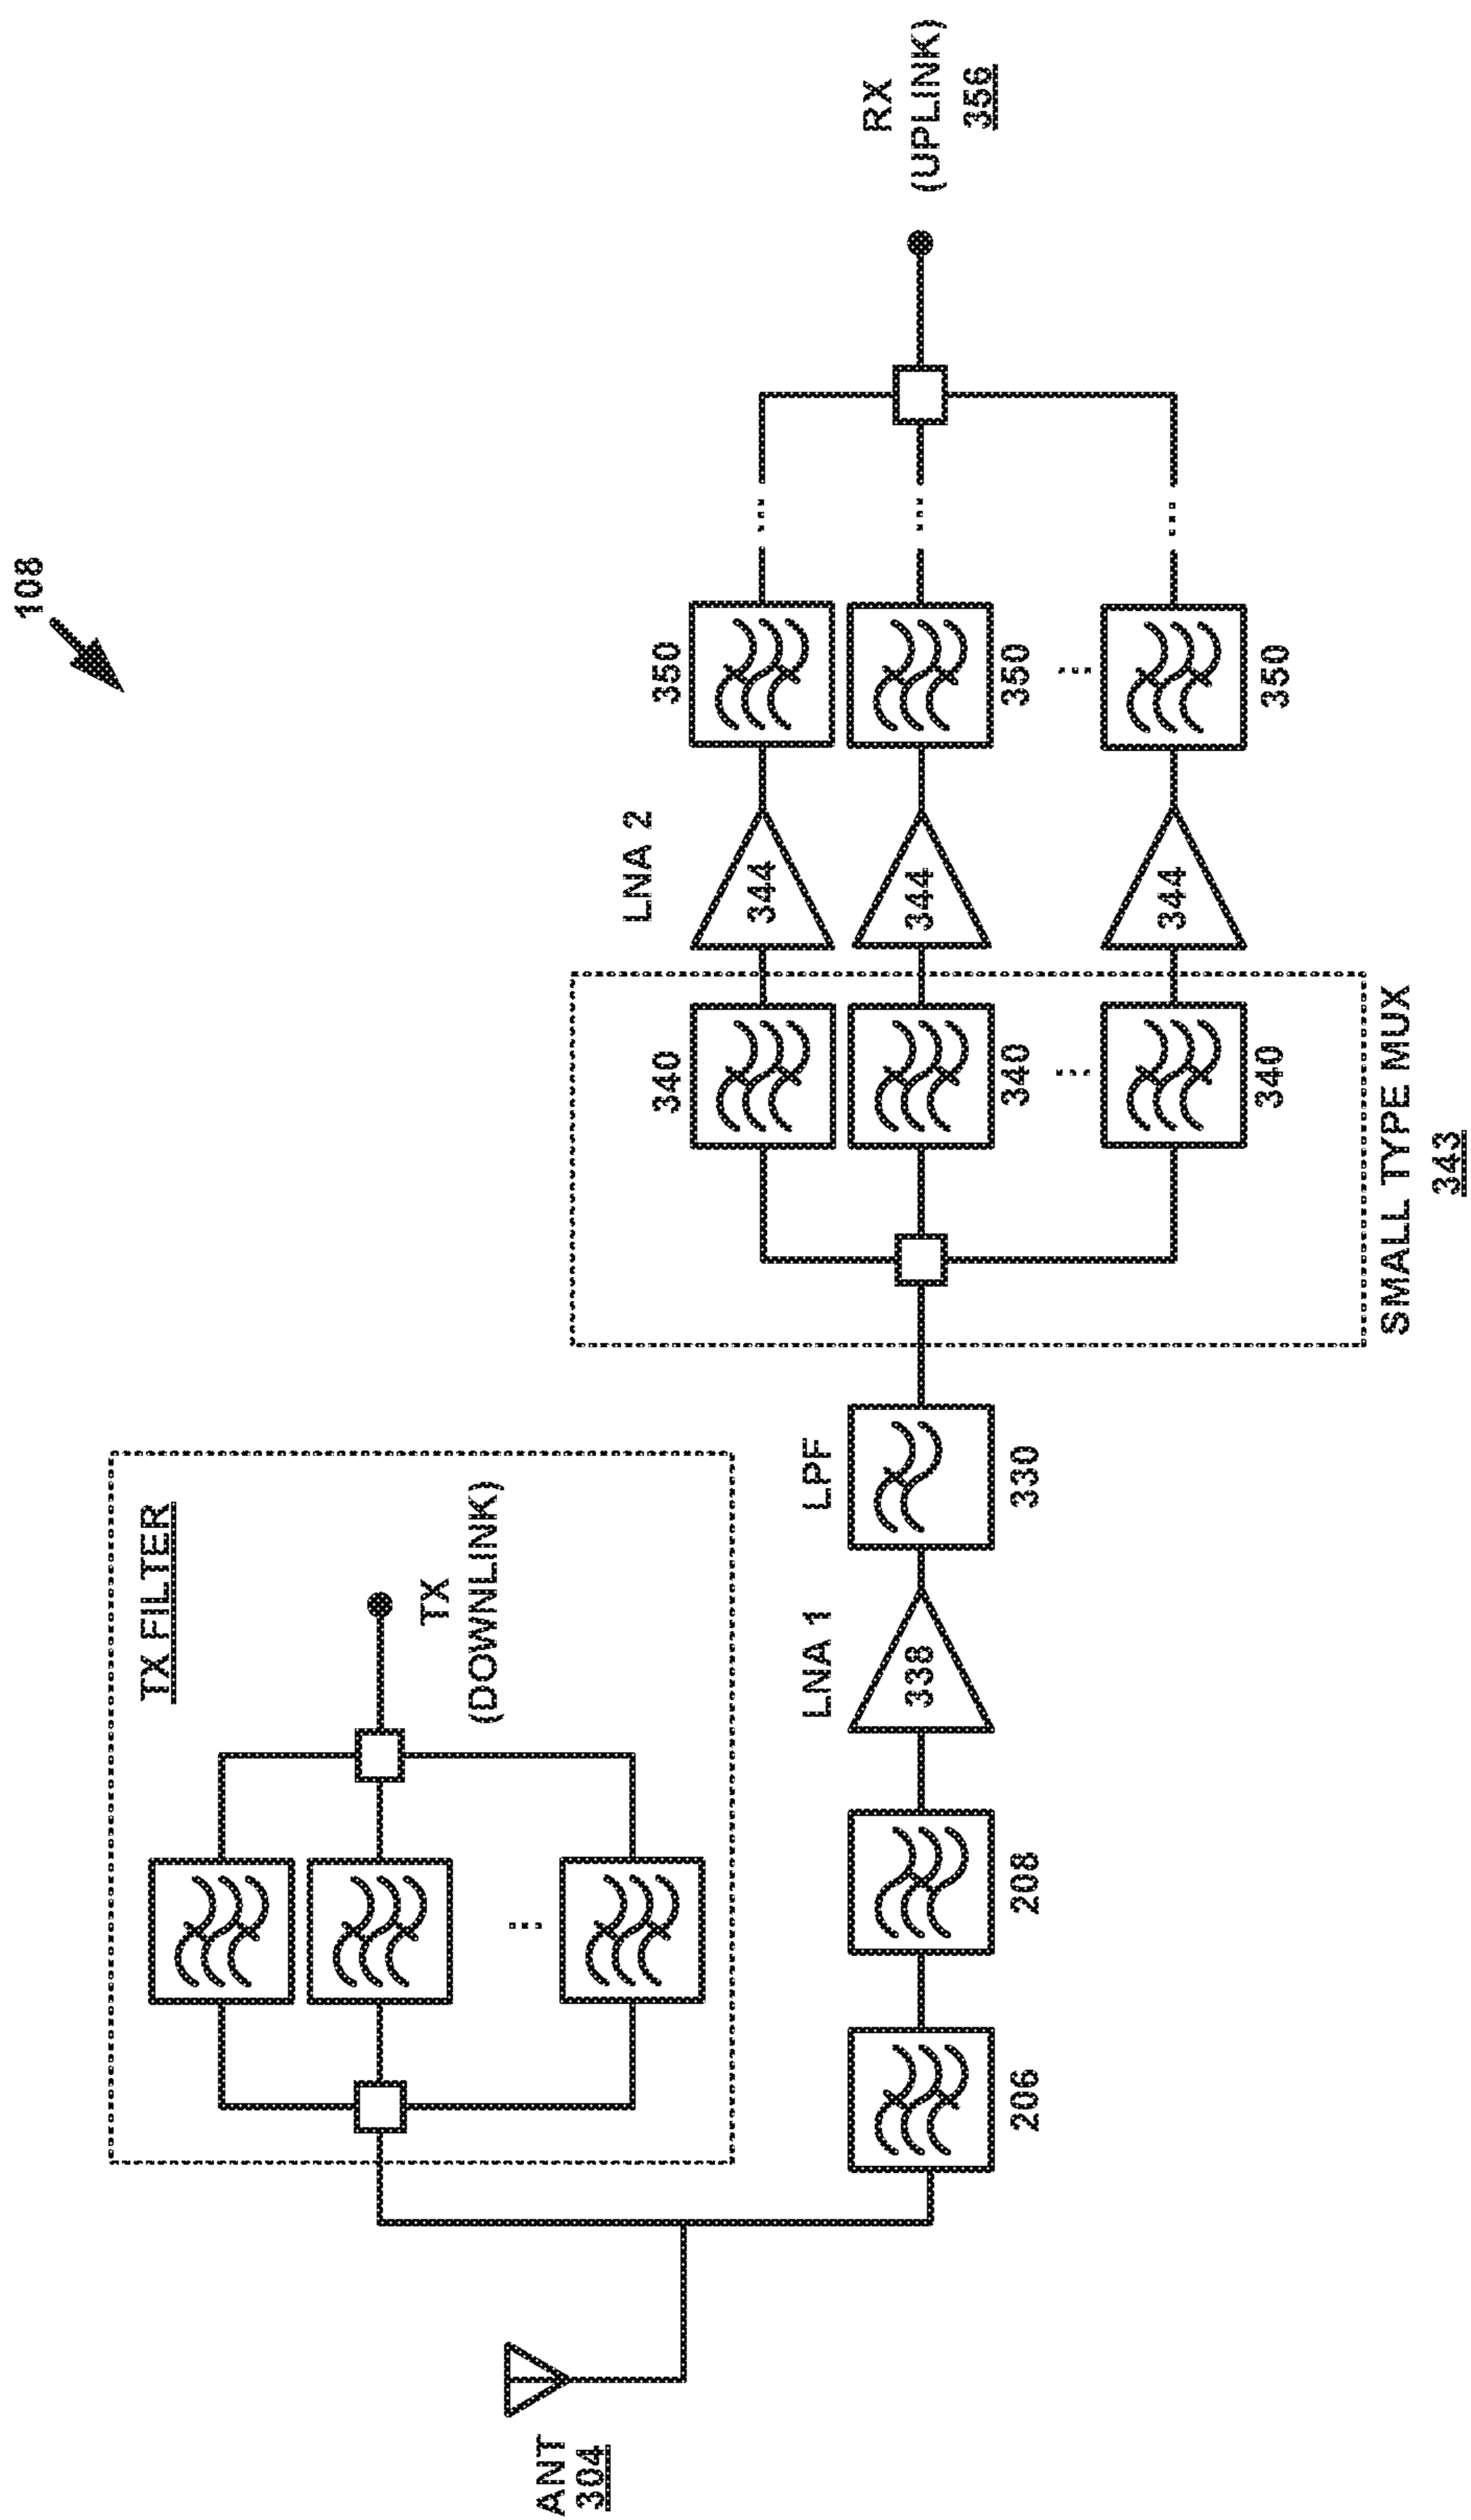 108
TX FILTER
TX
(DOWNLINK)
ANT
304
206
208
LNA 1
338
LPF
330
340
340
340
SMALL TYPE MUX
343
LNA 2
344
344
344
350
350
350
RX
(UPLINK)
356